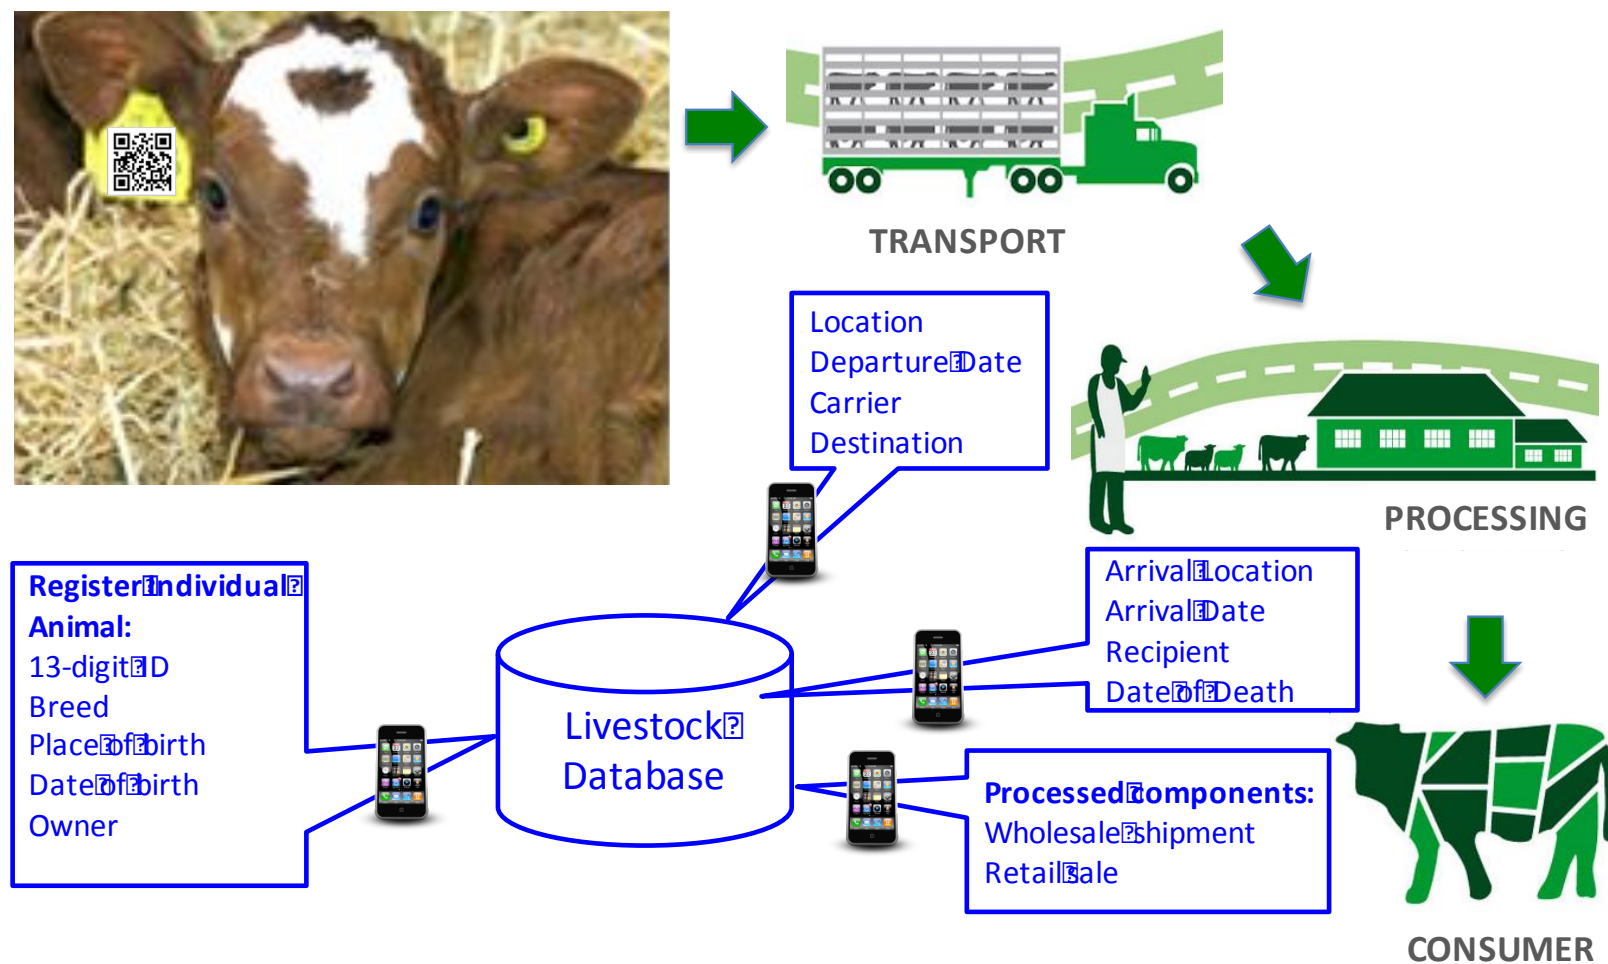 TRANSPORT
Location
Departure Date
Carrier
Destination
PROCESSING
Register Individual
Animal:
13-digit ID
Breed
Place of birth
Date of birth
Owner
Livestock
Database
Arrival Location
Arrival Date
Recipient
Date of Death
Processed components:
Wholesale shipment
Retail sale
CONSUMER